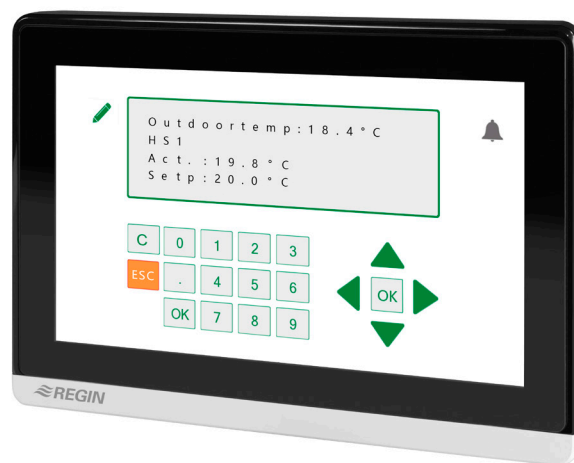 Outdoortemp:18.4°C
HS1
Act.:19.8°C
Setp:20.0°C
C 0 1 2 3
ESC . 4 5 6 OK
OK 7 8 9
REGIN